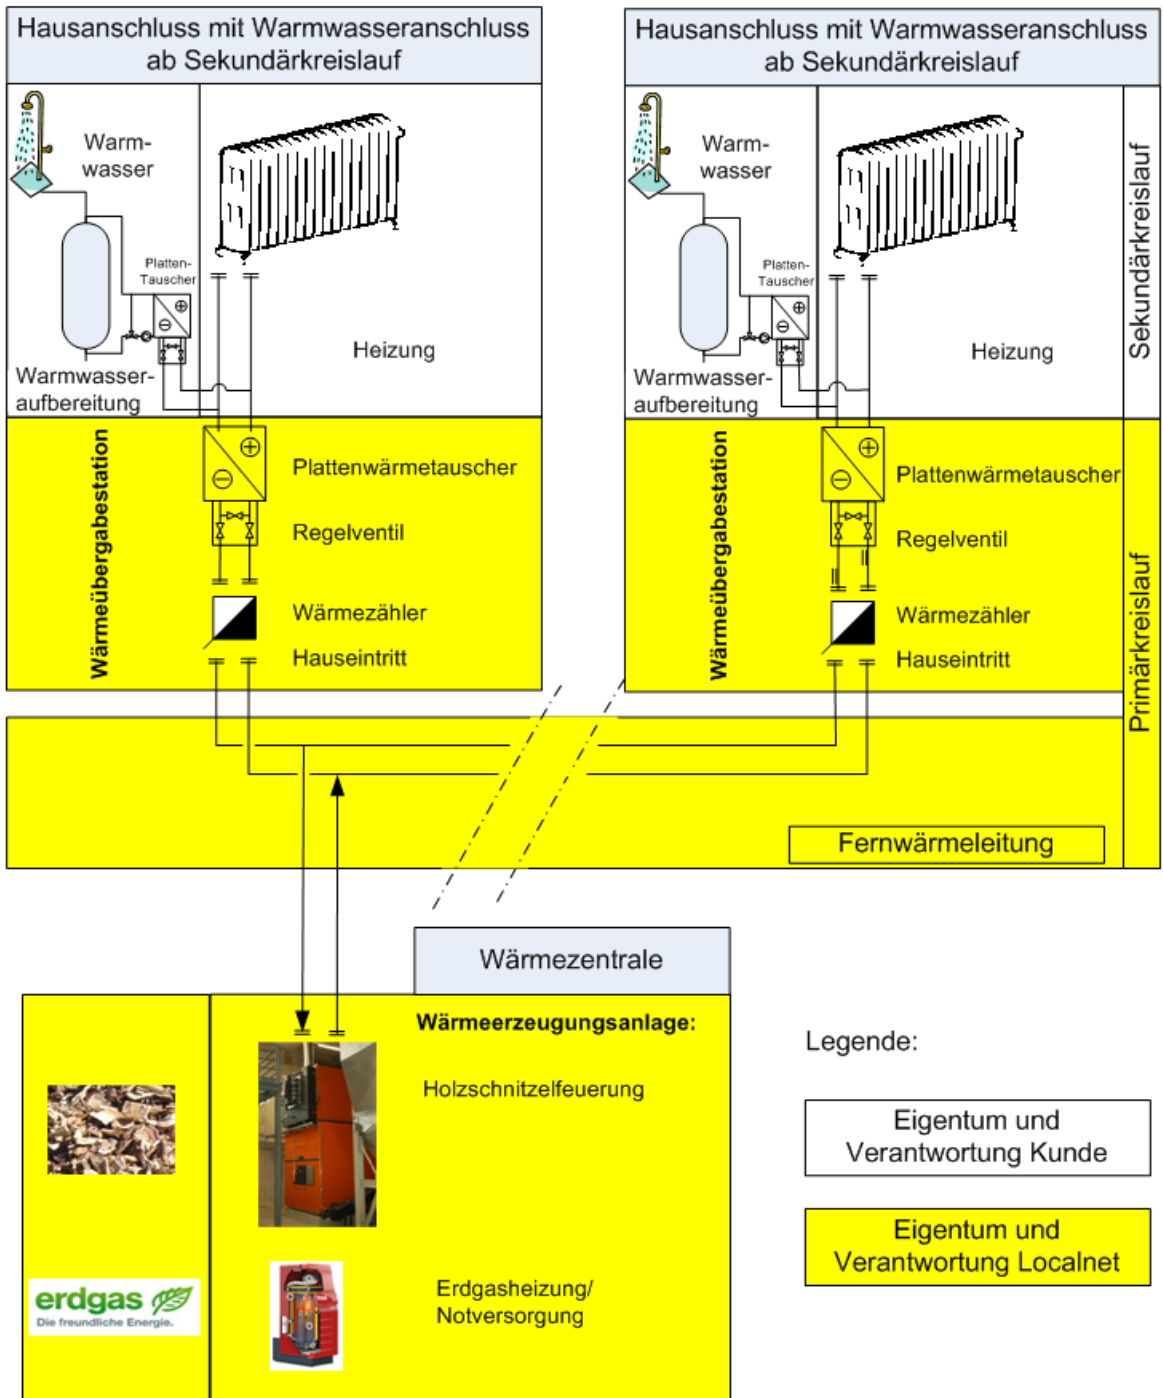 Hausanschluss mit Warmwasseranschluss
ab Sekundärkreislauf
Warm-
wasser
Platten-
Tauscher
Heizung
Warmwasser-
aufbereitung
Wärmeübergabestation
Plattenwärmetauscher
Regelventil
Wärmezähler
Hauseintritt
Hausanschluss mit Warmwasseranschluss
ab Sekundärkreislauf
Warm-
wasser
Platten-
Tauscher
Heizung
Warmwasser-
aufbereitung
Sekundärkreislauf
Wärmeübergabestation
Plattenwärmetauscher
Regelventil
Wärmezähler
Hauseintritt
Primärkreislauf
Fernwärmeleitung
Wärmezentrale
Wärmeerzeugungsanlage:
Holzschnitzelfeuerung
erdgas
Die freundliche Energie.
Erdgasheizung/
Notversorgung
Legende:
Eigentum und
Verantwortung Kunde
Eigentum und
Verantwortung Localnet